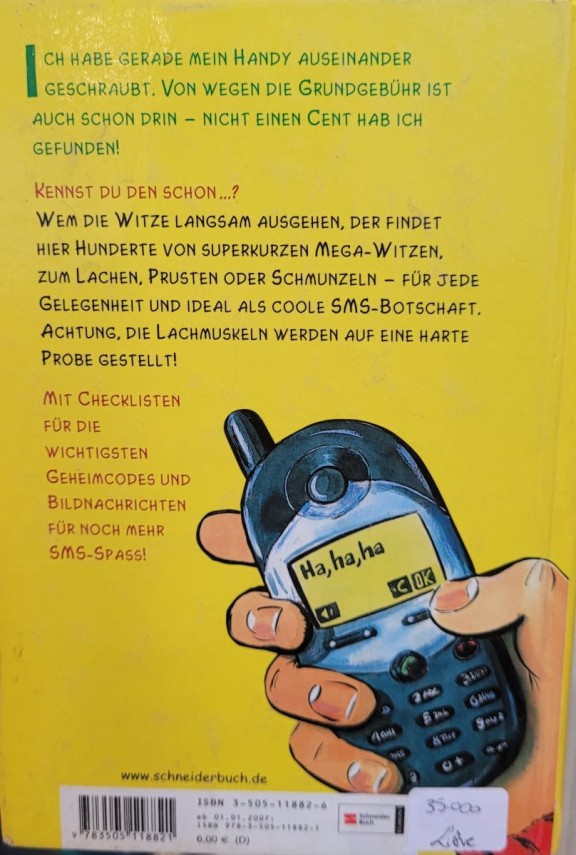 ICH HABE GERADE MEIN HANDY AUSEINANDER
GESCHRAUBT. VON WEGEN DIE GRUNDGEBÜHR IST
AUCH SCHON DRIN – NICHT EINEN CENT HAB ICH
GEFUNDEN!
KENNST DU DEN SCHON...?
WEM DIE WITZE LANGSAM AUSGEHEN, DER FINDET
HIER HUNDERTE VON SUPERKURZEN MEGA-WITZEN,
ZUM LACHEN, PRUSTEN ODER SCHMUNZELN – FÜR JEDE
GELEGENHEIT UND IDEAL ALS COOLE SMS-BOTSCHAFT.
ACHTUNG, DIE LACHMUSKELN WERDEN AUF EINE HARTE
PROBE GESTELLT!
MIT CHECKLISTEN
FÜR DIE
WICHTIGSTEN
GEHEIMCODES UND
BILDNACHRICHTEN
FÜR NOCH MEHR
SMS-SPASS!
Ha, ha, ha
C OK
www.schneiderbuch.de
ISBN 3-505-11882-6
ab 01.01.2007:
ISBN 978-3-505-11882-1
6,00 € (D)
9 783505 118821
Schneider
Buch
35.000